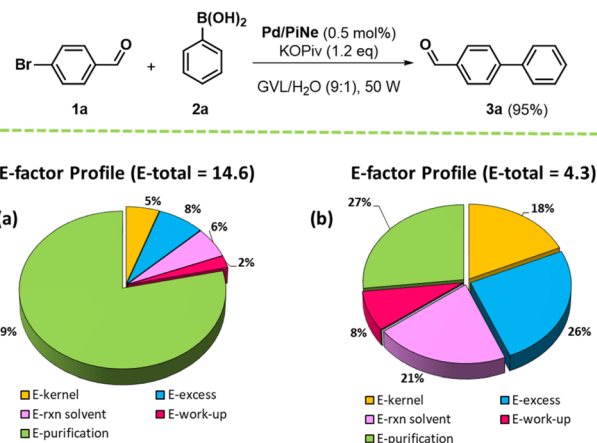 B(OH)2
Pd/PiNe (0.5 mol%)
KOPiv (1.2 eq)
O
Br
+
O
GVL/H2O (9:1), 50 W
1a
2a
3a (95%)
E-factor Profile (E-total = 14.6)
E-factor Profile (E-total = 4.3)
(a)
5%
8%
6%
2%
9%
E-kernel
E-excess
E-rxn solvent
E-work-up
E-purification
(b)
27%
18%
26%
21%
8%
E-kernel
E-excess
E-rxn solvent
E-work-up
E-purification